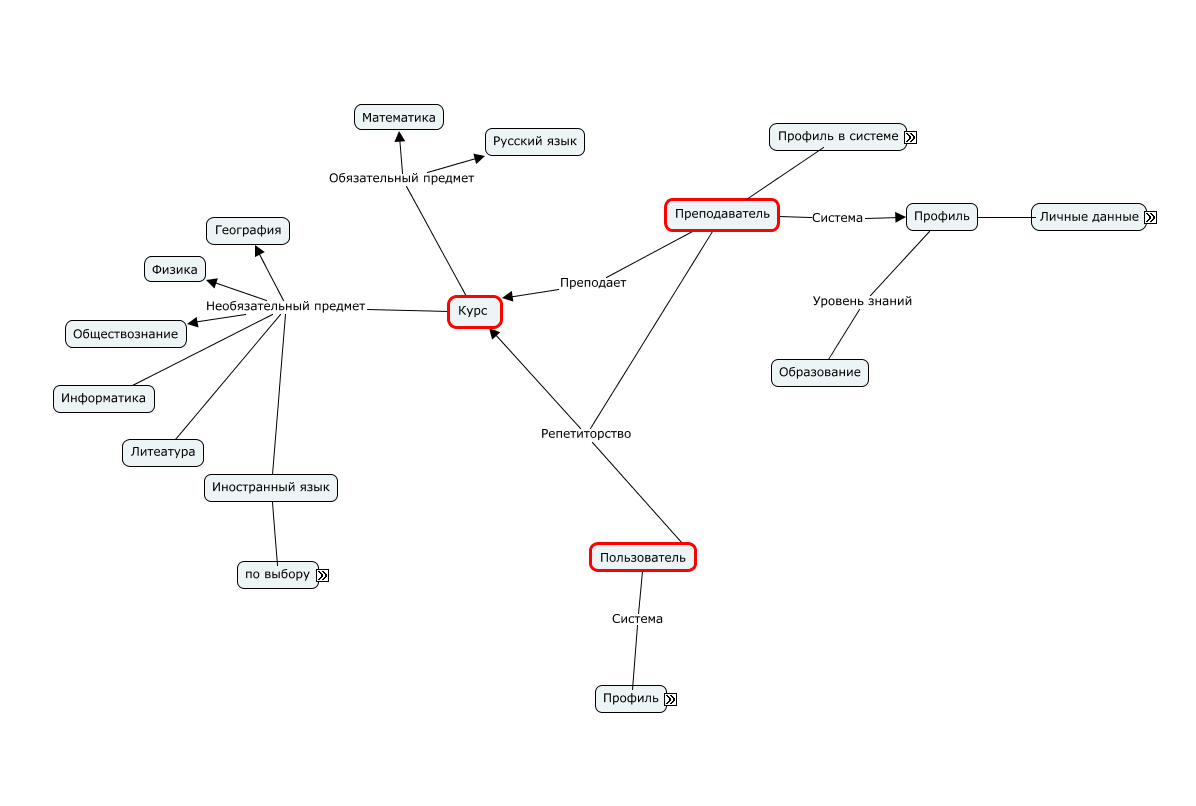 Математика
Профиль в системе
Русский язык
Обязательный предмет
Преподаватель
Система
Профиль
Личные данные
География
Физика
Преподает
Уровень знаний
Необязательный предмет
Курс
Обществознание
Образование
Информатика
Репетиторство
Литеатура
Иностранный язык
Пользователь
по выбору
Система
Профиль